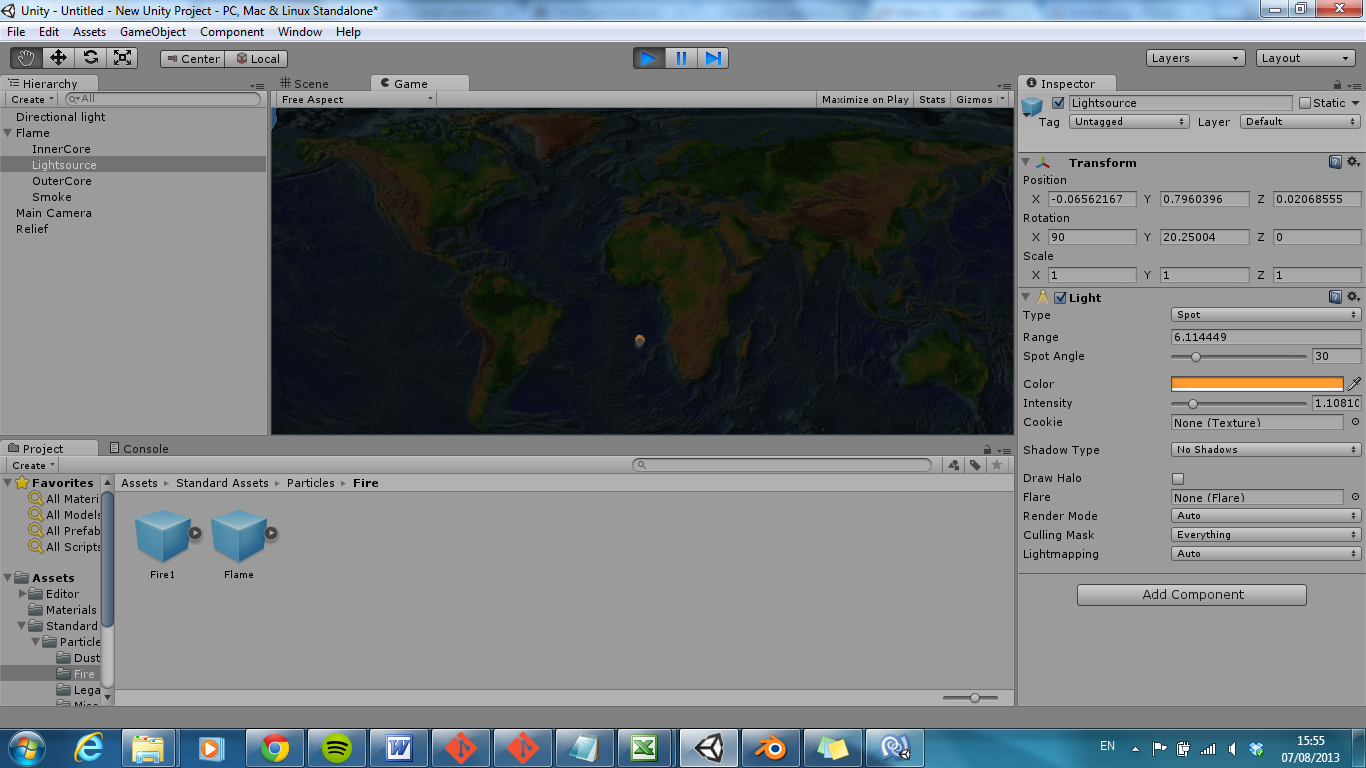 Unity - Untitled - New Unity Project - PC, Mac & Linux Standalone*
File Edit Assets GameObject Component Window Help
Center Local Layers Layout
Hierarchy
Create All
Directional light
Flame
InnerCore
Lightsource
OuterCore
Smoke
Main Camera
Relief
Scene Game
Free Aspect Maximize on Play Stats Gizmos
Inspector
Lightsource Static
Tag Untagged Layer Default
Transform
Position
X -0.06562167 Y 0.7960396 Z 0.02068555
Rotation
X 90 Y 20.25004 Z 0
Scale
X 1 Y 1 Z 1
Light
Type Spot
Range 6.114449
Spot Angle 30
Color
Intensity 1.10810
Cookie None (Texture)
Shadow Type No Shadows
Draw Halo
Flare None (Flare)
Render Mode Auto
Culling Mask Everything
Lightmapping Auto
Add Component
Project Console
Create
Favorites
All Materi
All Models
All Prefab
All Scripts
Assets
Editor
Materials
Standard
Particle
Dust
Fire
Lega
Misc
Assets Standard Assets Particles Fire
Fire1 Flame
EN
15:55
07/08/2013